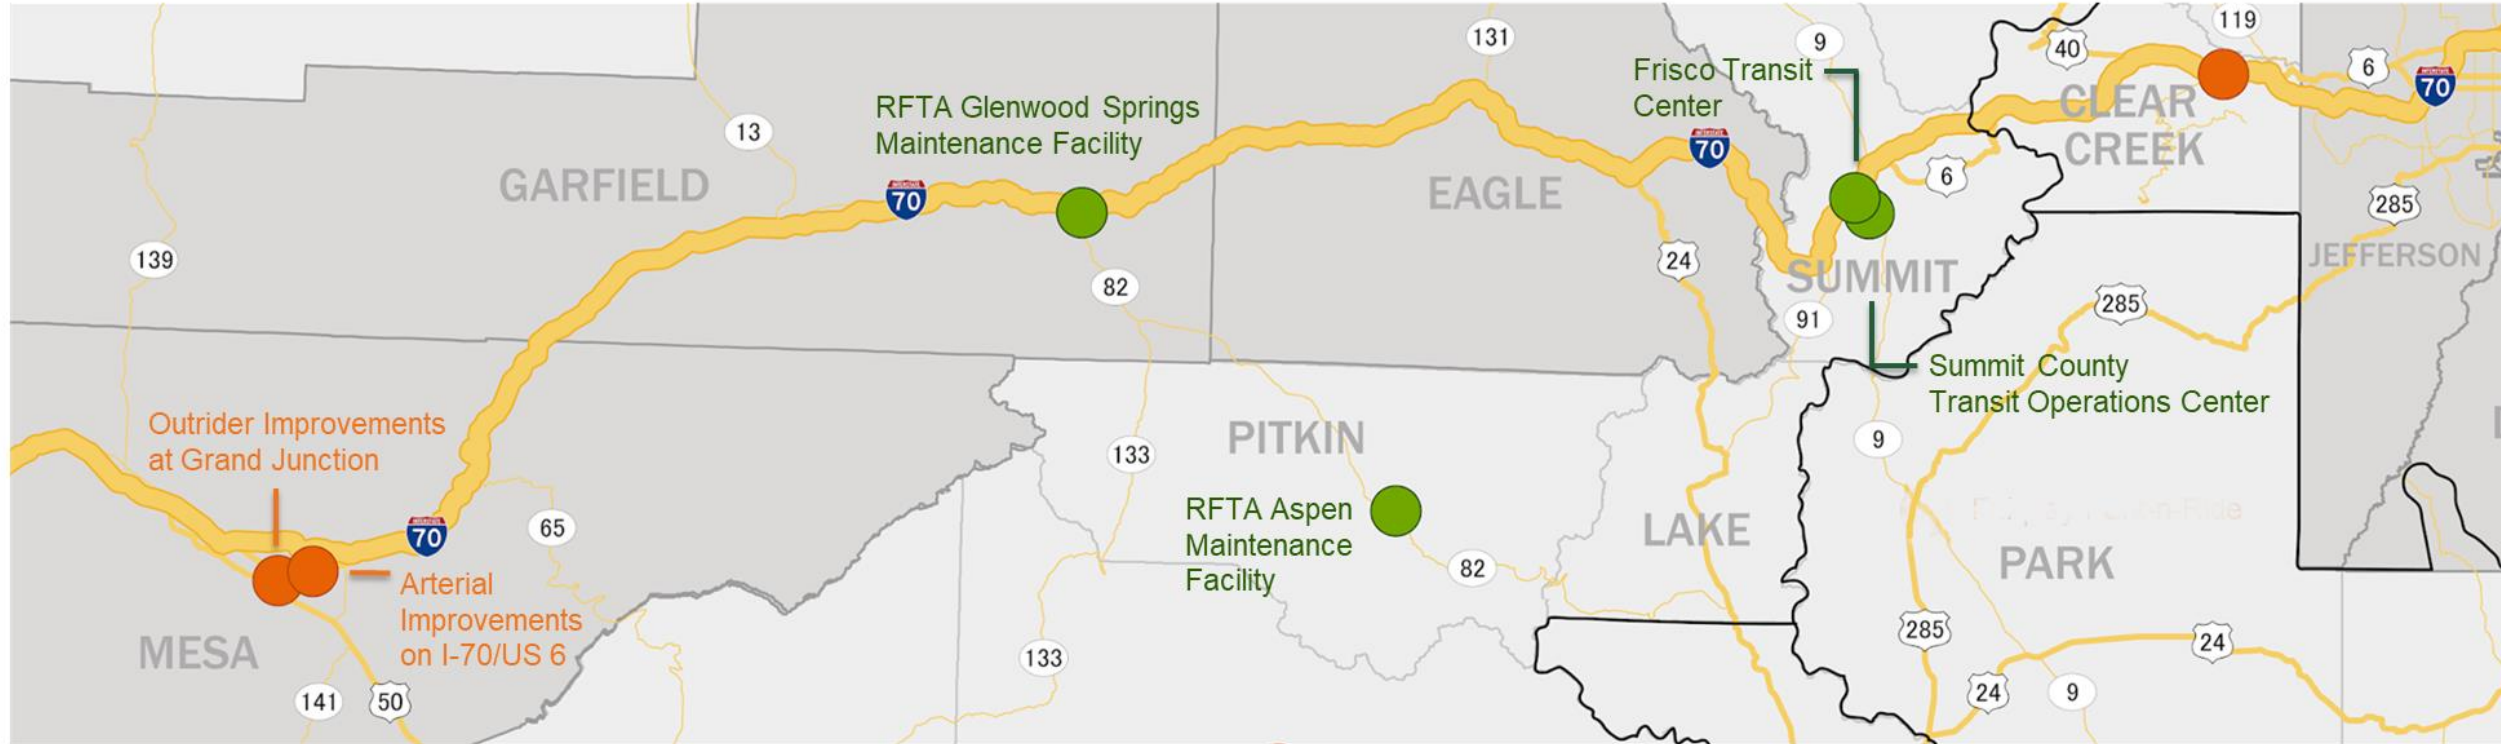 131
9
119
40
6
70
Frisco Transit
Center
RFTA Glenwood Springs
Maintenance Facility
CLEAR
CREEK
13
70
GARFIELD
70
EAGLE
6
285
139
24
JEFFERSON
82
SUMMIT
285
91
Summit County
Transit Operations Center
Outrider Improvements
at Grand Junction
PITKIN
133
9
RFTA Aspen
Maintenance
Facility
65
70
LAKE
82
PARK
Arterial
Improvements
on I-70/US 6
MESA
133
285
24
141
50
24
9